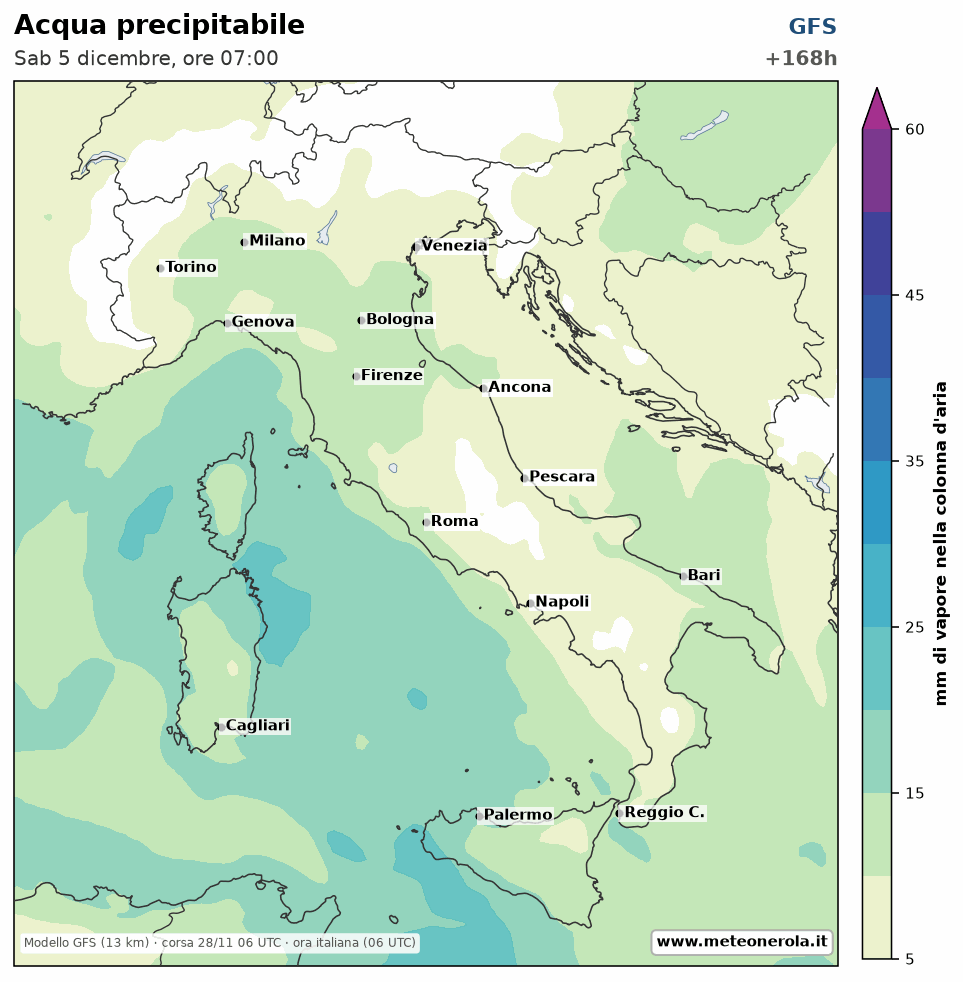 Acqua precipitabile
GFS
Sab 5 dicembre, ore 07:00
+168h
60
45
35
25
15
5
mm di vapore nella colonna d'aria
Milano
Venezia
Torino
Genova
Bologna
Firenze
Ancona
Pescara
Roma
Bari
Napoli
Cagliari
Palermo
Reggio C.
Modello GFS (13 km) · corsa 28/11 06 UTC · ora italiana (06 UTC)
www.meteonerola.it